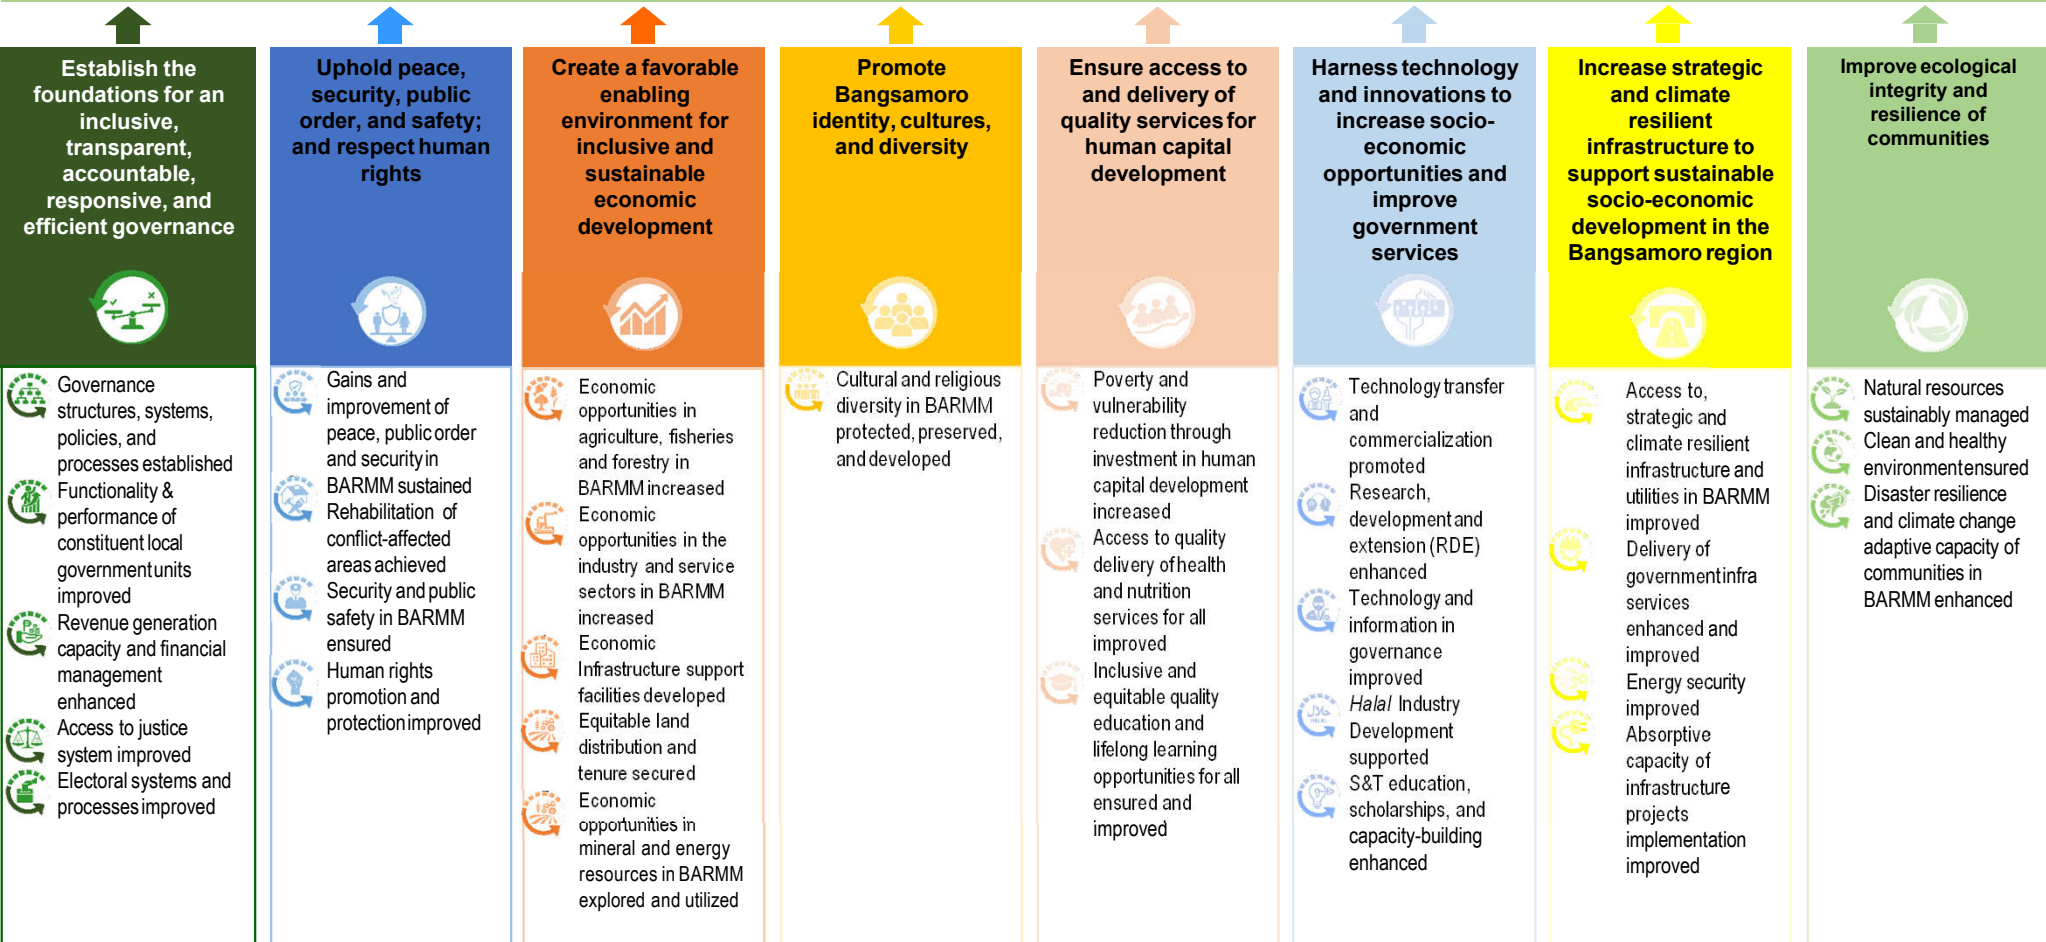 Establish the
foundations for an
inclusive,
transparent,
accountable,
responsive, and
efficient governance
Governance
structures, systems,
policies, and
processes established
Functionality &
performance of
constituent local
government units
improved
Revenue generation
capacity and financial
management
enhanced
Access to justice
system improved
Electoral systems and
processes improved
Uphold peace,
security, public
order, and safety;
and respect human
rights
Gains and
improvement of
peace, public order
and security in
BARMM sustained
Rehabilitation of
conflict-affected
areas achieved
Security and public
safety in BARMM
ensured
Human rights
promotion and
protection improved
Create a favorable
enabling
environment for
inclusive and
sustainable
economic
development
Economic
opportunities in
agriculture, fisheries
and forestry in
BARMM increased
Economic
opportunities in the
industry and service
sectors in BARMM
increased
Economic
Infrastructure support
facilities developed
Equitable land
distribution and
tenure secured
Economic
opportunities in
mineral and energy
resources in BARMM
explored and utilized
Promote
Bangsamoro
identity, cultures,
and diversity
Cultural and religious
diversity in BARMM
protected, preserved,
and developed
Ensure access to
and delivery of
quality services for
human capital
development
Poverty and
vulnerability
reduction through
investment in human
capital development
increased
Access to quality
delivery of health
and nutrition
services for all
improved
Inclusive and
equitable quality
education and
lifelong learning
opportunities for all
ensured and
improved
Harness technology
and innovations to
increase socio-
economic
opportunities and
improve
government
services
Technology transfer
and
commercialization
promoted
Research,
development and
extension (RDE)
enhanced
Technology and
information in
governance
improved
حلال
HALAL
Halal Industry
Development
supported
S&T education,
scholarships, and
capacity-building
enhanced
Increase strategic
and climate
resilient
infrastructure to
support sustainable
socio-economic
development in the
Bangsamoro region
Access to,
strategic and
climate resilient
infrastructure and
utilities in BARMM
improved
Delivery of
government infra
services
enhanced and
improved
Energy security
improved
Absorptive
capacity of
infrastructure
projects
implementation
improved
Improve ecological
integrity and
resilience of
communities
Natural resources
sustainably managed
Clean and healthy
environment ensured
Disaster resilience
and climate change
adaptive capacity of
communities in
BARMM enhanced